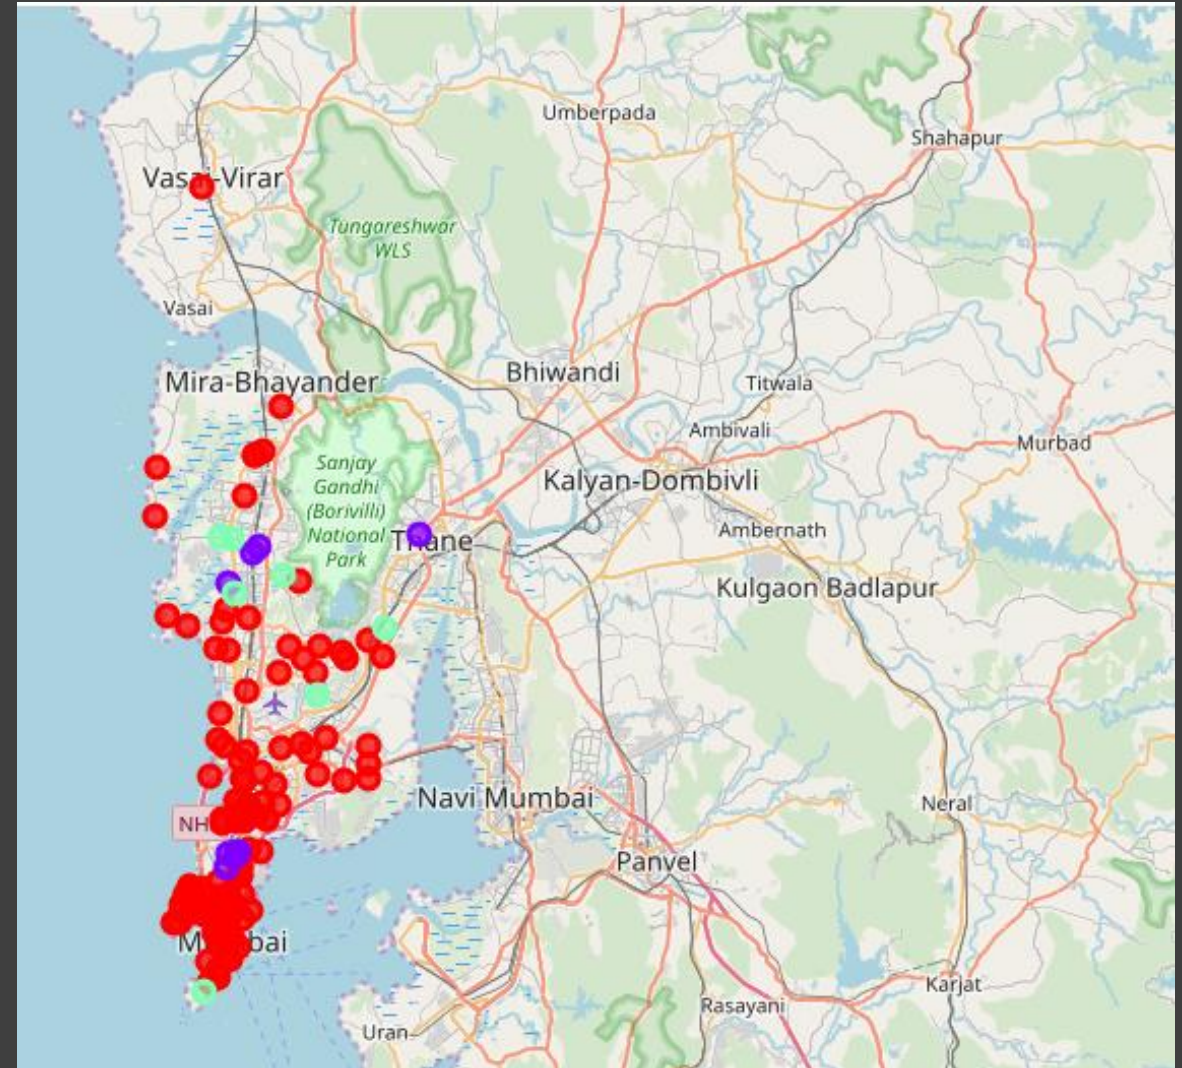 Umberpada
Shahapur
Vasai-Virar
Tungareshwar
WLS
Vasai
Bhiwandi
Mira-Bhayander
Titwala
Ambivali
Murbad
Sanjay
Gandhi
(Borivilli)
National
Park
Kalyan-Dombivli
Ambernath
Thane
Kulgaon Badlapur
Navi Mumbai
Neral
NH
Panvel
Mumbai
Karjat
Rasayani
Uran